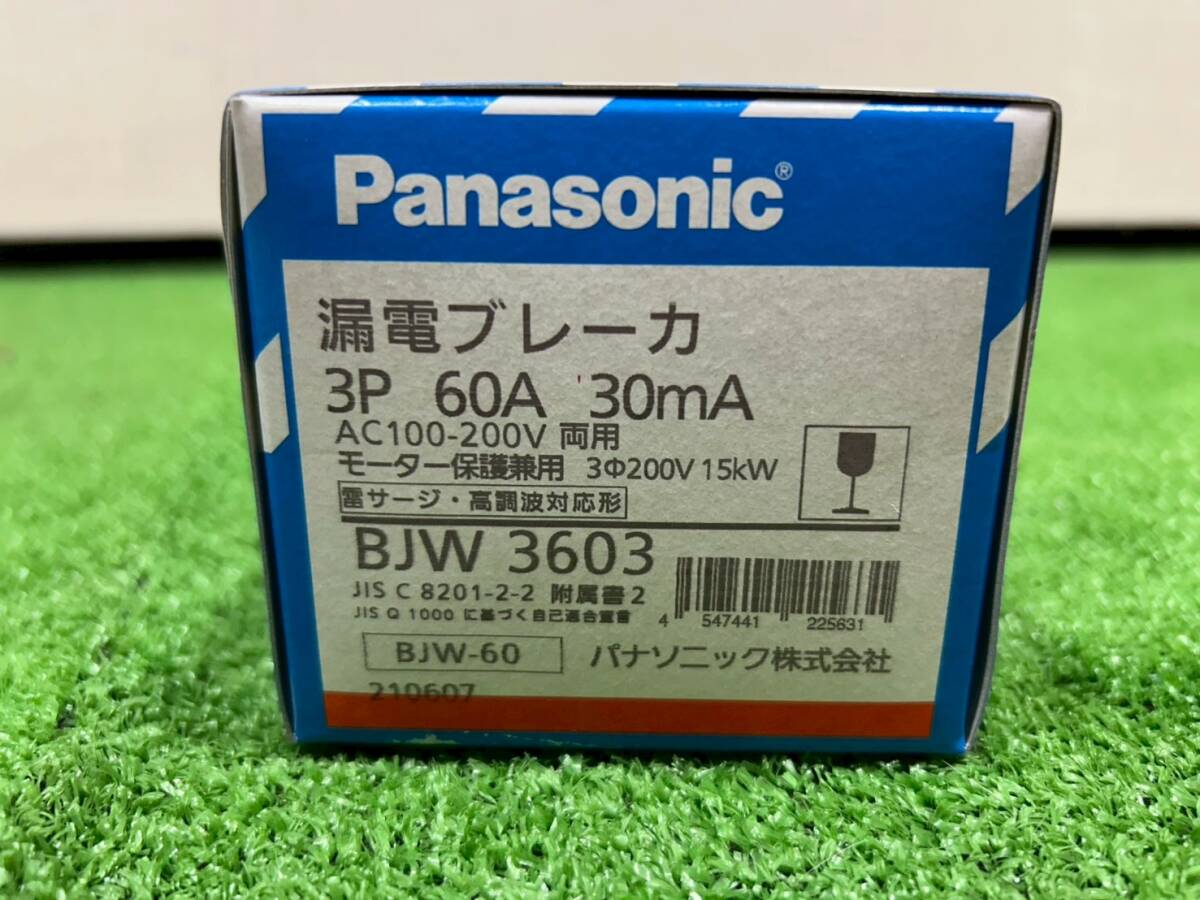 Panasonic®
漏電ブレーカ
3P 60A 30mA
AC100-200V 両用
モーター保護兼用 3Φ200V 15kW
雷サージ・高調波対応形
BJW 3603
JIS C 8201-2-2 附属書2
JIS Q 1000 に基づく自己適合宣言
4 547441 225631
BJW-60 パナソニック株式会社
210607